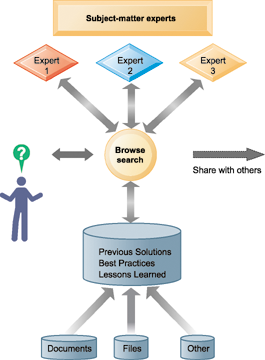 Subject-matter experts
Expert
1
Expert
2
Expert
3
?
Browse
search
Share with others
Previous Solutions
Best Practices
Lessons Learned
Documents
Files
Other